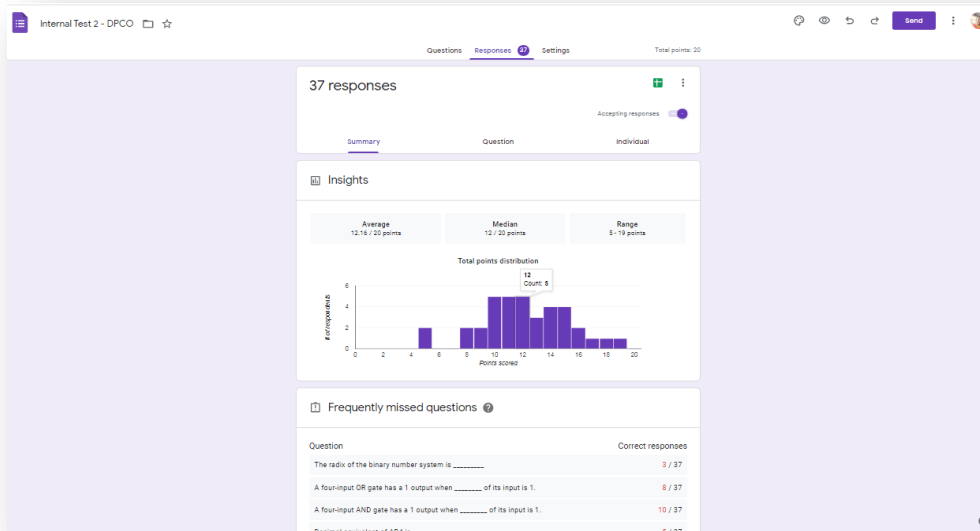 Internal Test 2 - DPCO
Send
Questions Responses 37 Settings Total points: 20
37 responses
Accepting responses
Summary Question Individual
Insights
Average Median Range
12.16 / 20 points 12 / 20 points 5 - 19 points
Total points distribution
12
Count: 5
# of respondents
6
4
2
0
0 2 4 6 8 10 12 14 16 18 20
Points scored
Frequently missed questions
Question Correct responses
The radix of the binary number system is ________ 3 / 37
A four-input OR gate has a 1 output when _______ of its input is 1. 8 / 37
A four-input AND gate has a 1 output when _______ of its input is 1. 10 / 37